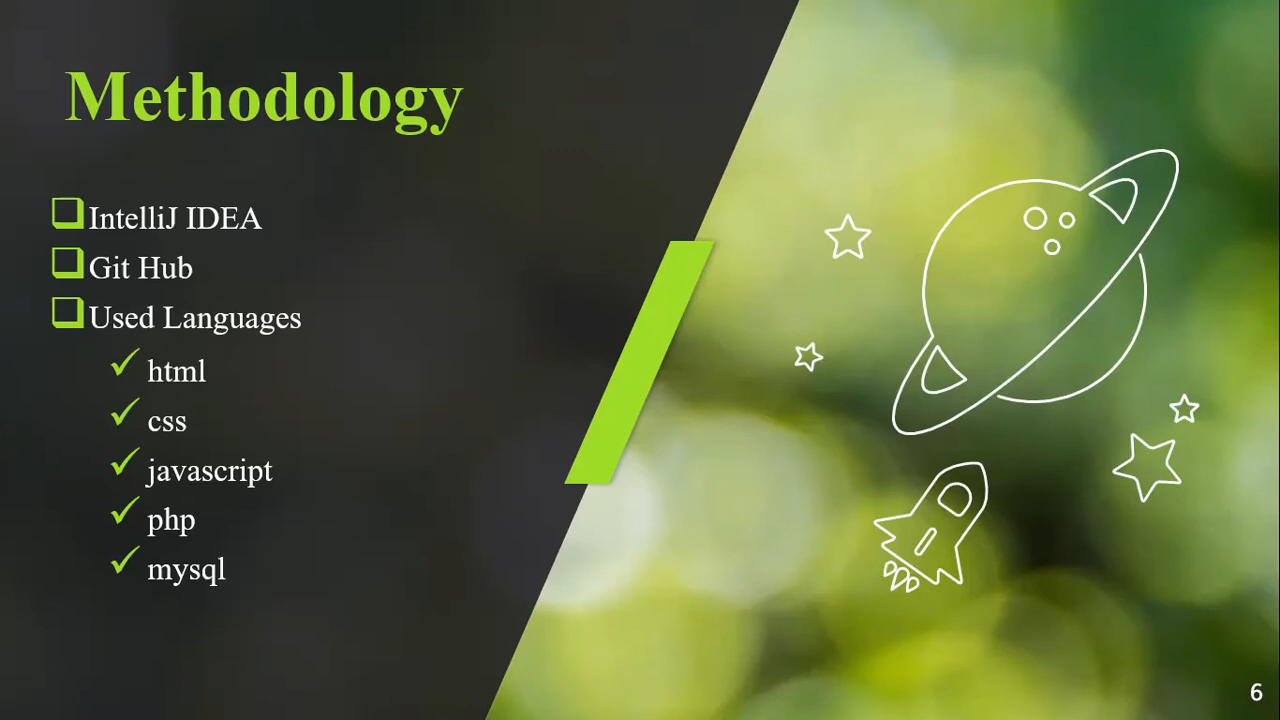 Methodology
IntelliJ IDEA
Git Hub
Used Languages
html
css
javascript
php
mysql
6